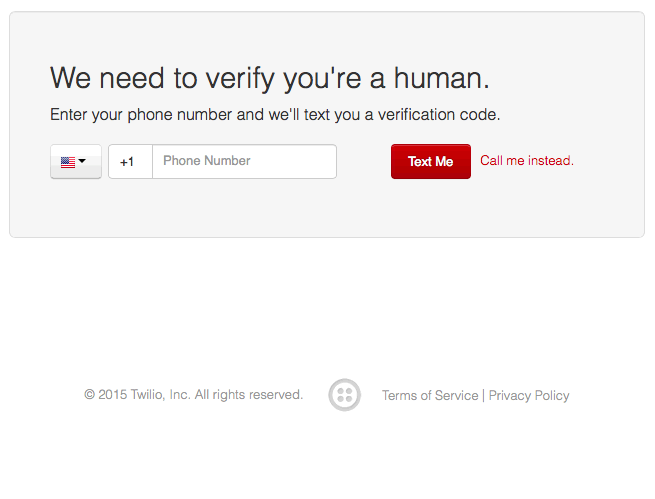 We need to verify you're a human.
Enter your phone number and we'll text you a verification code.
+1 Phone Number Text Me Call me instead.
© 2015 Twilio, Inc. All rights reserved. Terms of Service | Privacy Policy